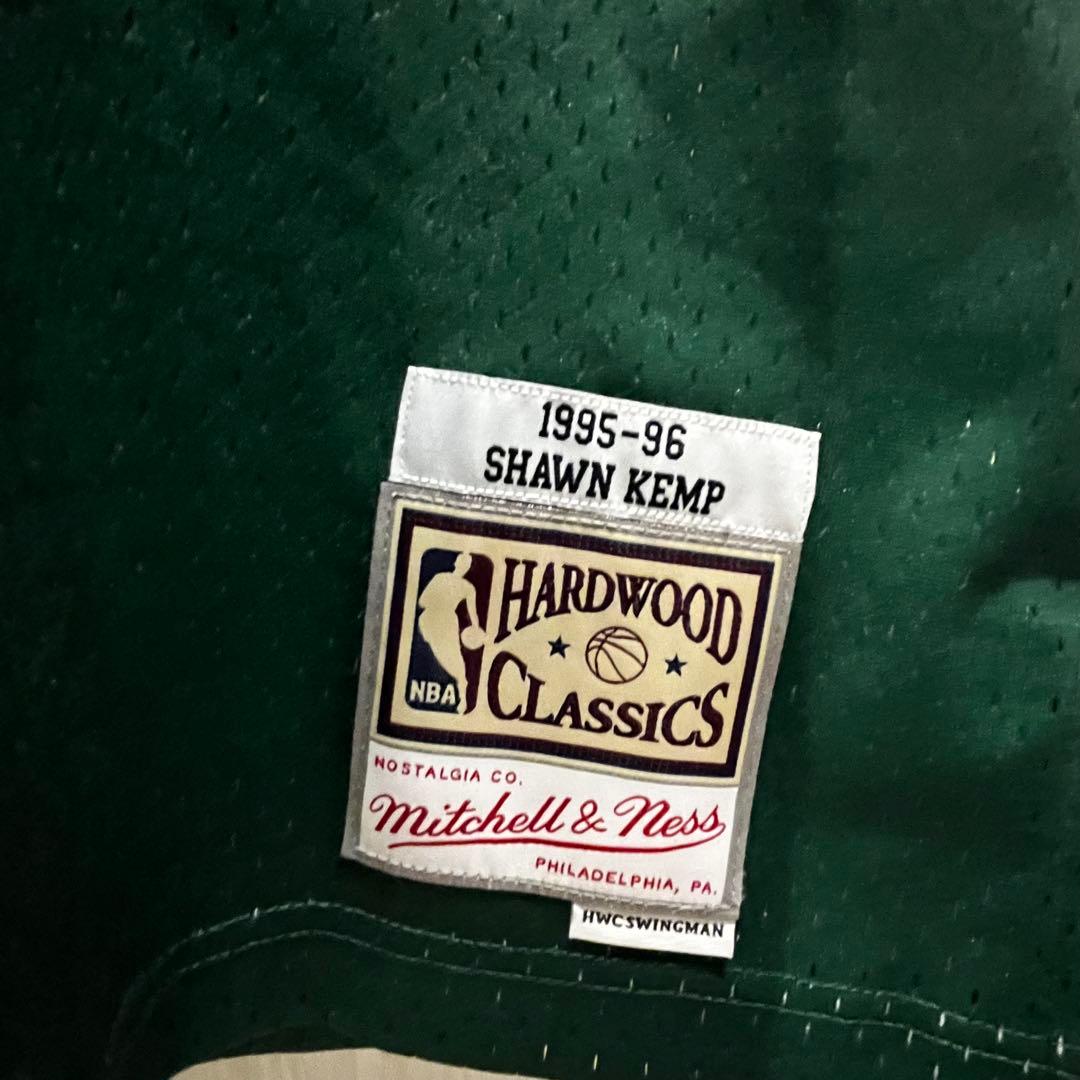 1995-96
SHAWN KEMP
HARDWOOD
CLASSICS
NBA
NOSTALGIA CO.
Mitchell & Ness
PHILADELPHIA, PA.
HWCSWINGMAN